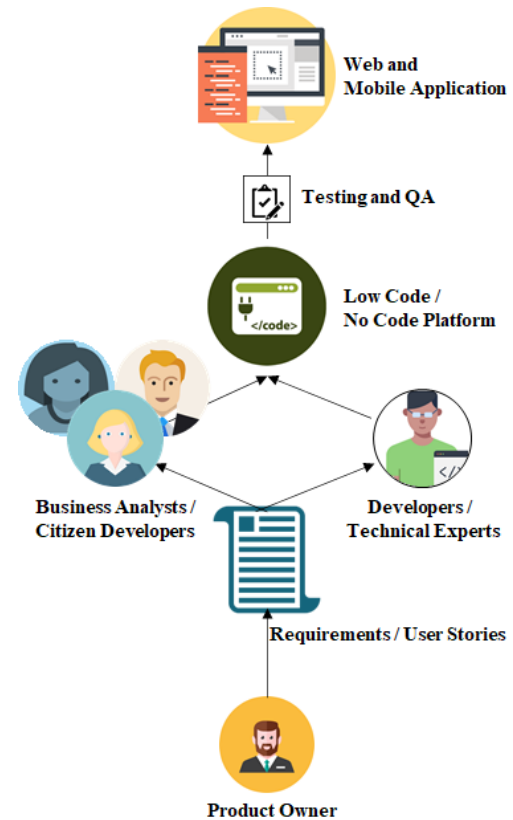 Web and
Mobile Application
Testing and QA
Low Code /
No Code Platform
</code>
</>
Business Analysts /
Citizen Developers
Developers /
Technical Experts
Requirements / User Stories
Product Owner